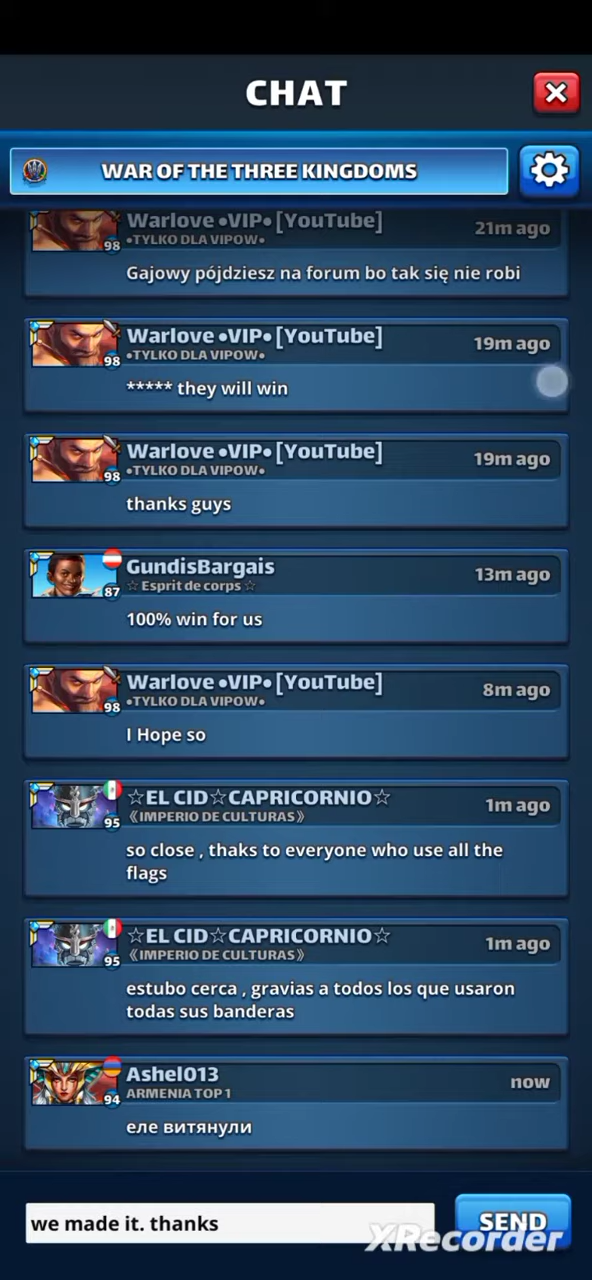 CHAT
WAR OF THE THREE KINGDOMS
Warlove •VIP• [YouTube]
21m ago
•TYLKO DLA VIPOW•
98
Gajowy pójdziesz na forum bo tak się nie robi
Warlove •VIP• [YouTube]
19m ago
•TYLKO DLA VIPOW•
98
***** they will win
Warlove •VIP• [YouTube]
19m ago
•TYLKO DLA VIPOW•
98
thanks guys
GundisBargais
13m ago
☆ Esprit de corps ☆
87
100% win for us
Warlove •VIP• [YouTube]
8m ago
•TYLKO DLA VIPOW•
98
I Hope so
☆EL CID☆CAPRICORNIO☆
1m ago
《IMPERIO DE CULTURAS》
95
so close , thaks to everyone who use all the
flags
☆EL CID☆CAPRICORNIO☆
1m ago
《IMPERIO DE CULTURAS》
95
estubo cerca , gravias a todos los que usaron
todas sus banderas
Ashel013
now
ARMENIA TOP 1
94
еле витянули
we made it. thanks
SEND
XRecorder